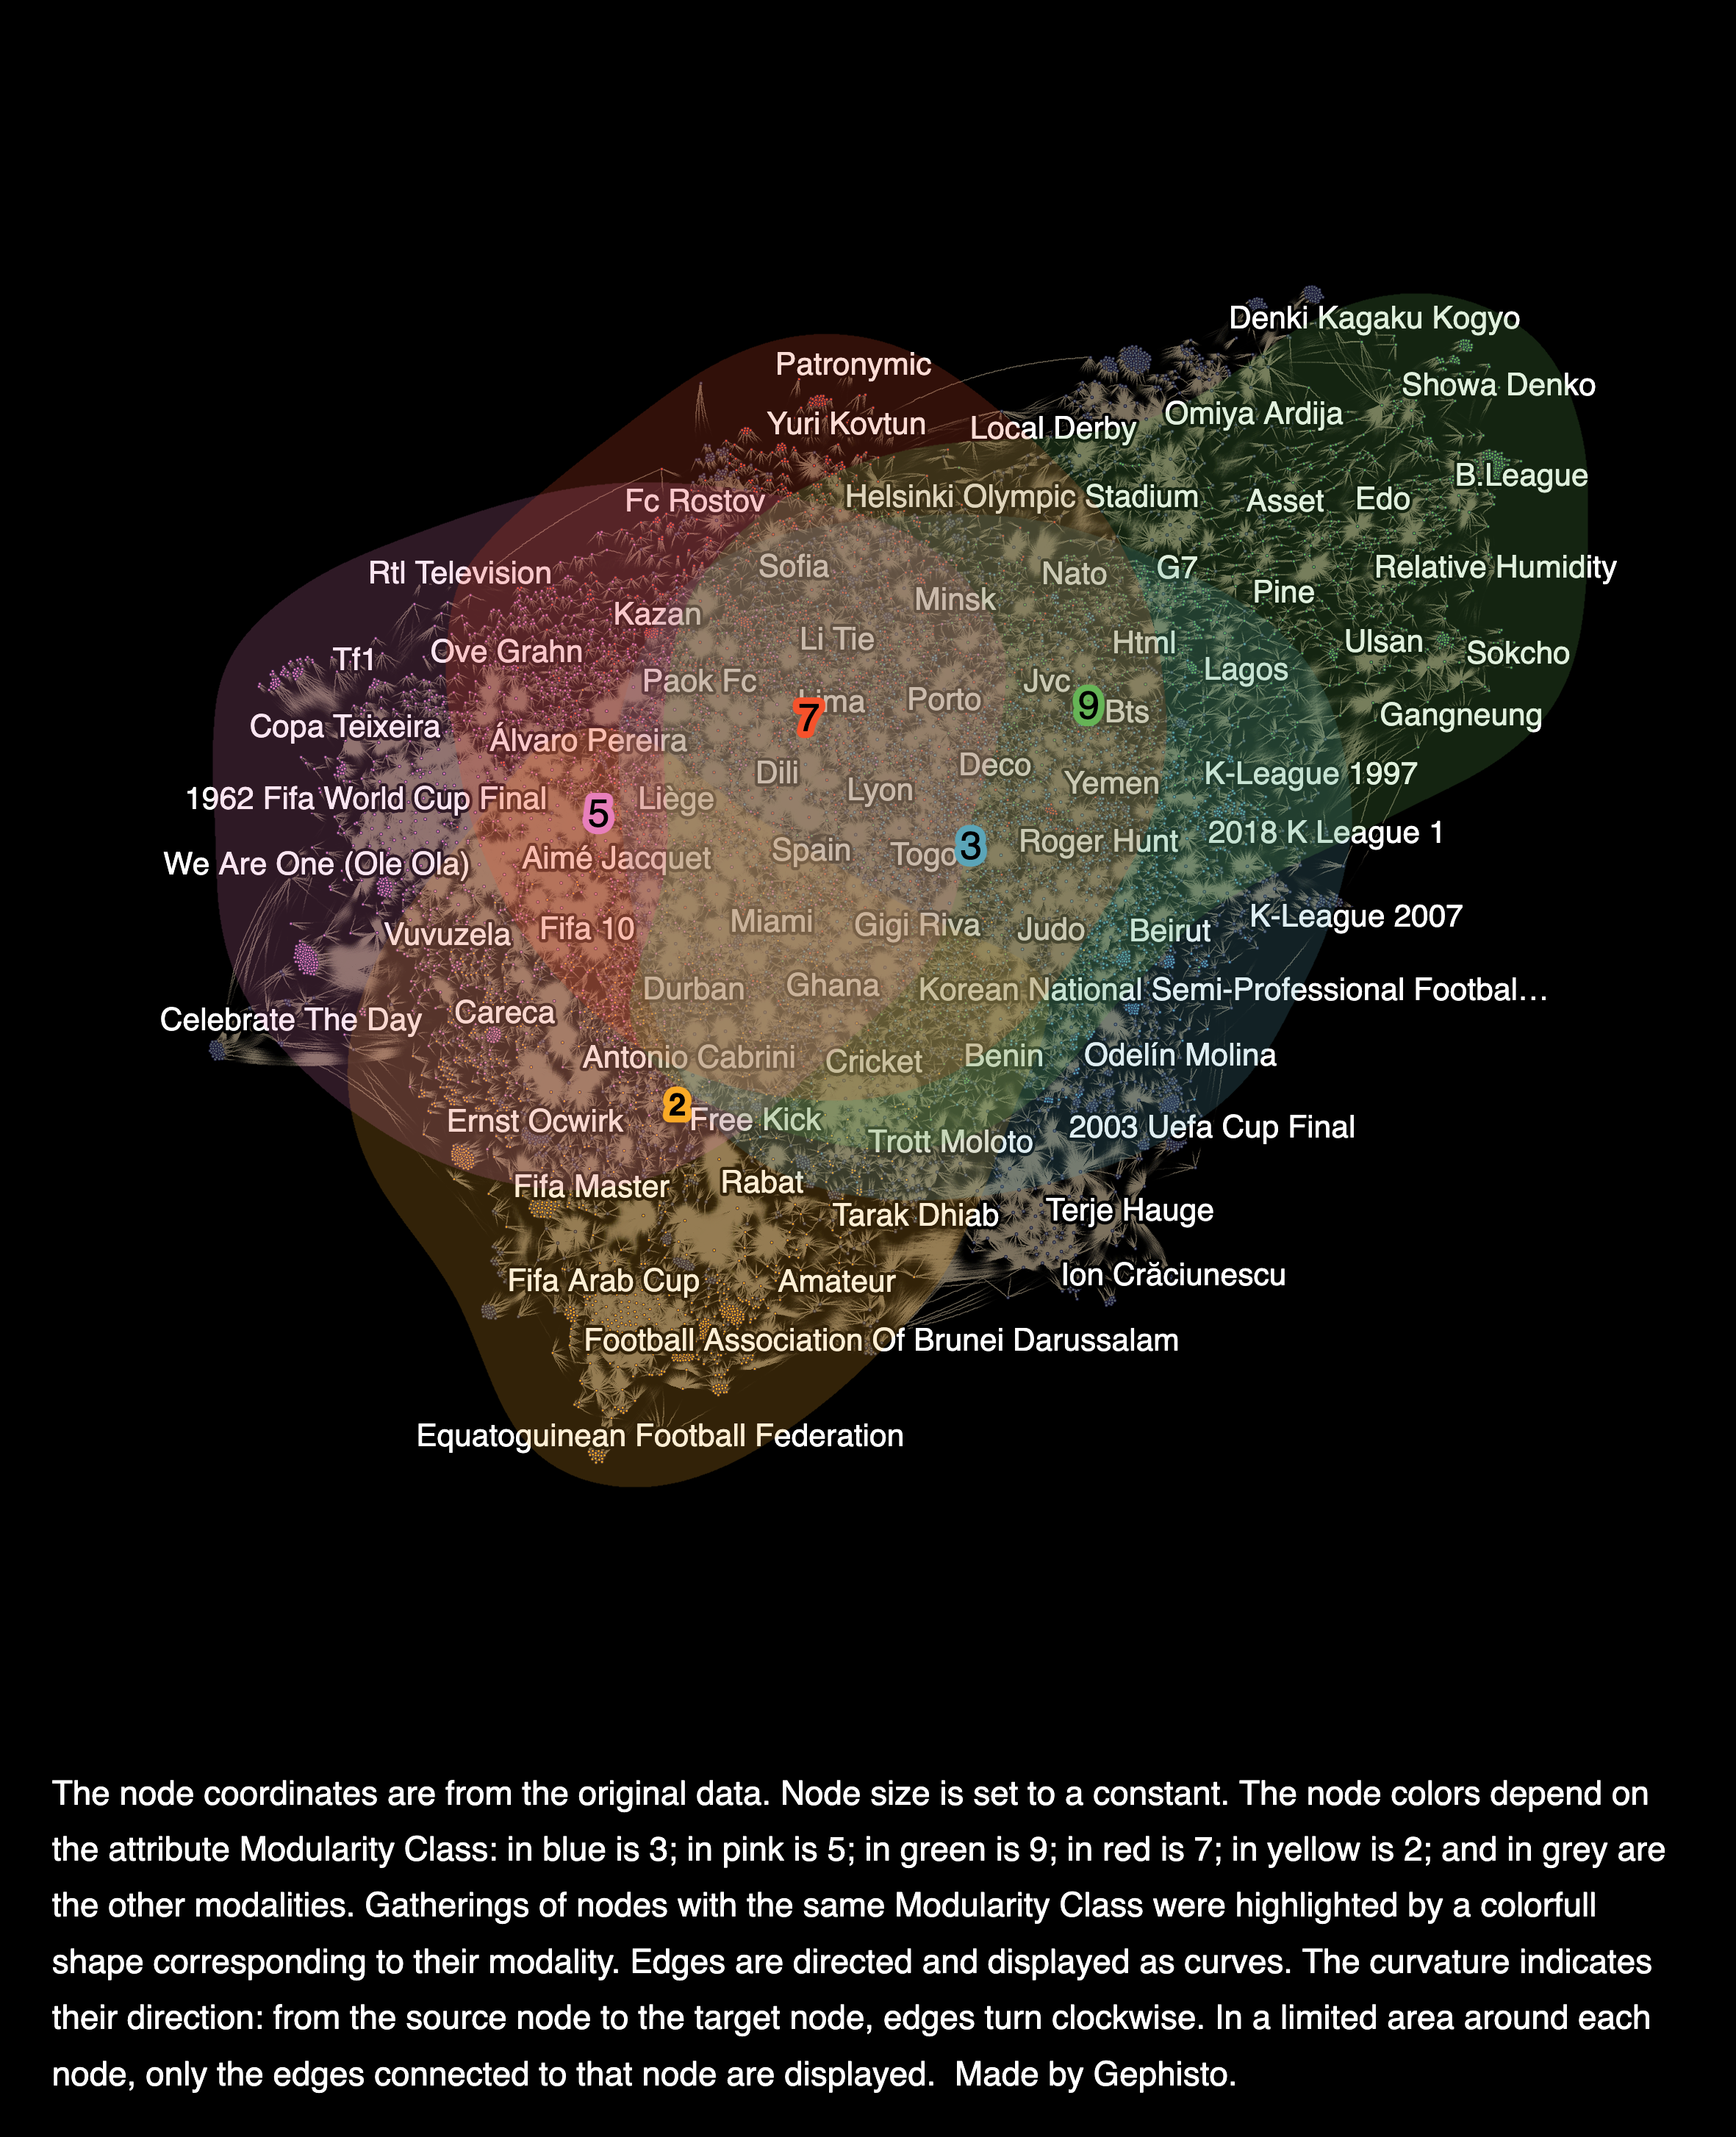 Denki Kagaku Kogyo
Patronymic
Showa Denko
Omiya Ardija
Yuri Kovtun
Local Derby
B.League
Helsinki Olympic Stadium
Fc Rostov
Asset
Edo
Sofia
Nato
G7
Relative Humidity
Rtl Television
Pine
Minsk
Kazan
Li Tie
Html
Ulsan
Sokcho
Ove Grahn
Tf1
Lagos
Paok Fc
Jvc
Lima
Porto
7
9
Bts
Gangneung
Copa Teixeira
Álvaro Pereira
Dili
Deco
K-League 1997
Yemen
Lyon
1962 Fifa World Cup Final
5
Liège
2018 K League 1
Roger Hunt
3
Spain
Togo
Aimé Jacquet
We Are One (Ole Ola)
K-League 2007
Miami
Gigi Riva
Judo
Beirut
Fifa 10
Vuvuzela
Durban
Ghana
Korean National Semi-Professional Footbal…
Careca
Celebrate The Day
Antonio Cabrini
Cricket
Benin
Odelín Molina
2
Free Kick
Ernst Ocwirk
2003 Uefa Cup Final
Trott Moloto
Rabat
Fifa Master
Tarak Dhiab
Terje Hauge
Ion Crăciunescu
Fifa Arab Cup
Amateur
Football Association Of Brunei Darussalam
Equatoguinean Football Federation
The node coordinates are from the original data. Node size is set to a constant. The node colors depend on
the attribute Modularity Class: in blue is 3; in pink is 5; in green is 9; in red is 7; in yellow is 2; and in grey are
the other modalities. Gatherings of nodes with the same Modularity Class were highlighted by a colorfull
shape corresponding to their modality. Edges are directed and displayed as curves. The curvature indicates
their direction: from the source node to the target node, edges turn clockwise. In a limited area around each
node, only the edges connected to that node are displayed.  Made by Gephisto.